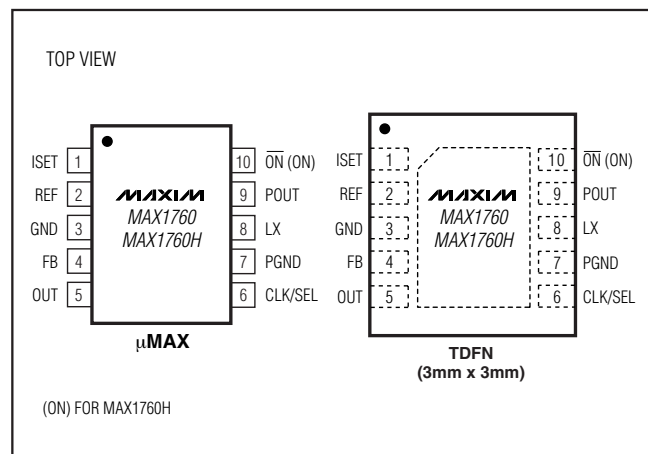 TOP VIEW
ISET 1
REF 2
GND 3
FB 4
OUT 5
10 ON (ON)
9 POUT
8 LX
7 PGND
6 CLK/SEL
MAXIM
MAX1760
MAX1760H
μMAX
ISET 1
REF 2
GND 3
FB 4
OUT 5
10 ON (ON)
9 POUT
8 LX
7 PGND
6 CLK/SEL
MAXIM
MAX1760
MAX1760H
TDFN
(3mm x 3mm)
(ON) FOR MAX1760H